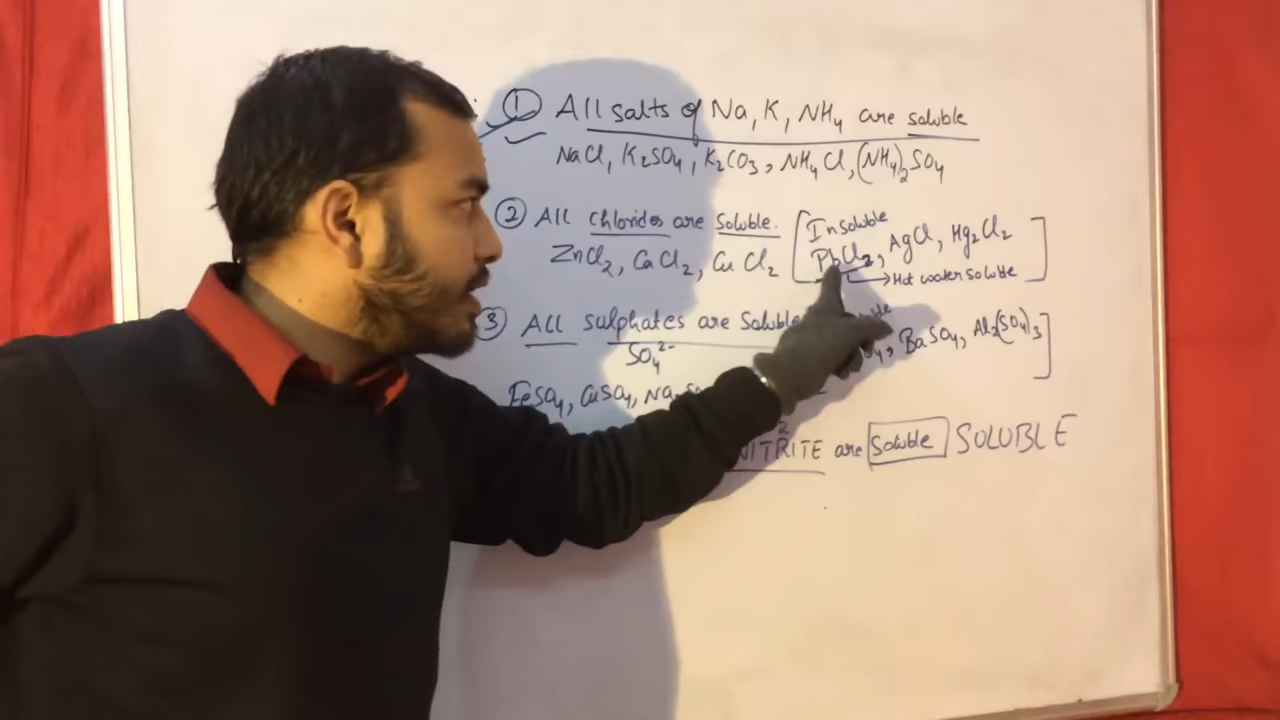 ① All salts of Na, K, NH4 are soluble
NaCl, K2SO4, K2CO3, NH4Cl, (NH4)2SO4
② All chlorides are soluble. [Insoluble
ZnCl2, CaCl2, CuCl2 PbCl2, AgCl, Hg2Cl2]
→ Hot water soluble
③ All sulphates are Soluble
SO4²⁻ BaSO4, Al2(SO4)3]
FeSO4, CuSO4,
NITRITE are Soluble SOLUBLE